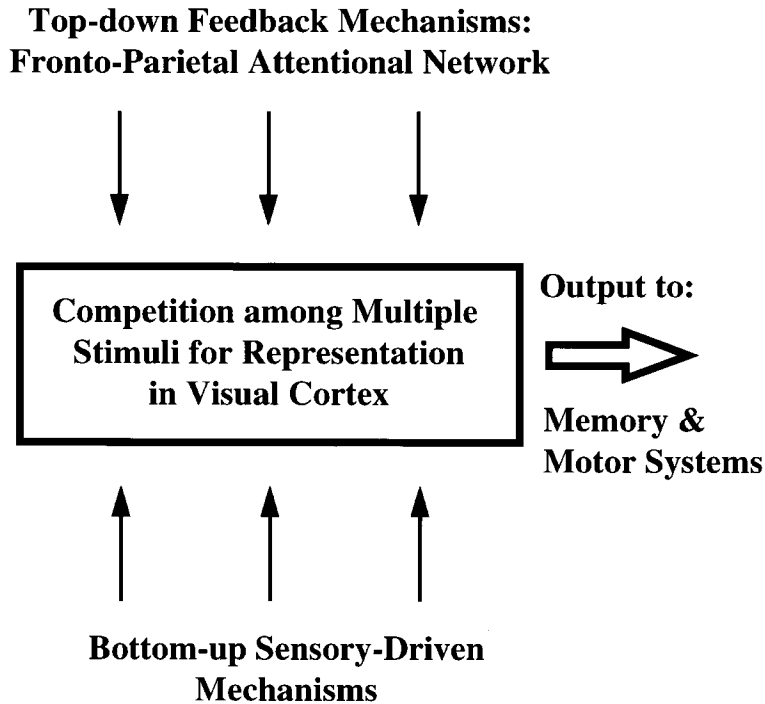 Top-down Feedback Mechanisms:
Fronto-Parietal Attentional Network
Competition among Multiple
Stimuli for Representation
in Visual Cortex
Output to:
Memory &
Motor Systems
Bottom-up Sensory-Driven
Mechanisms